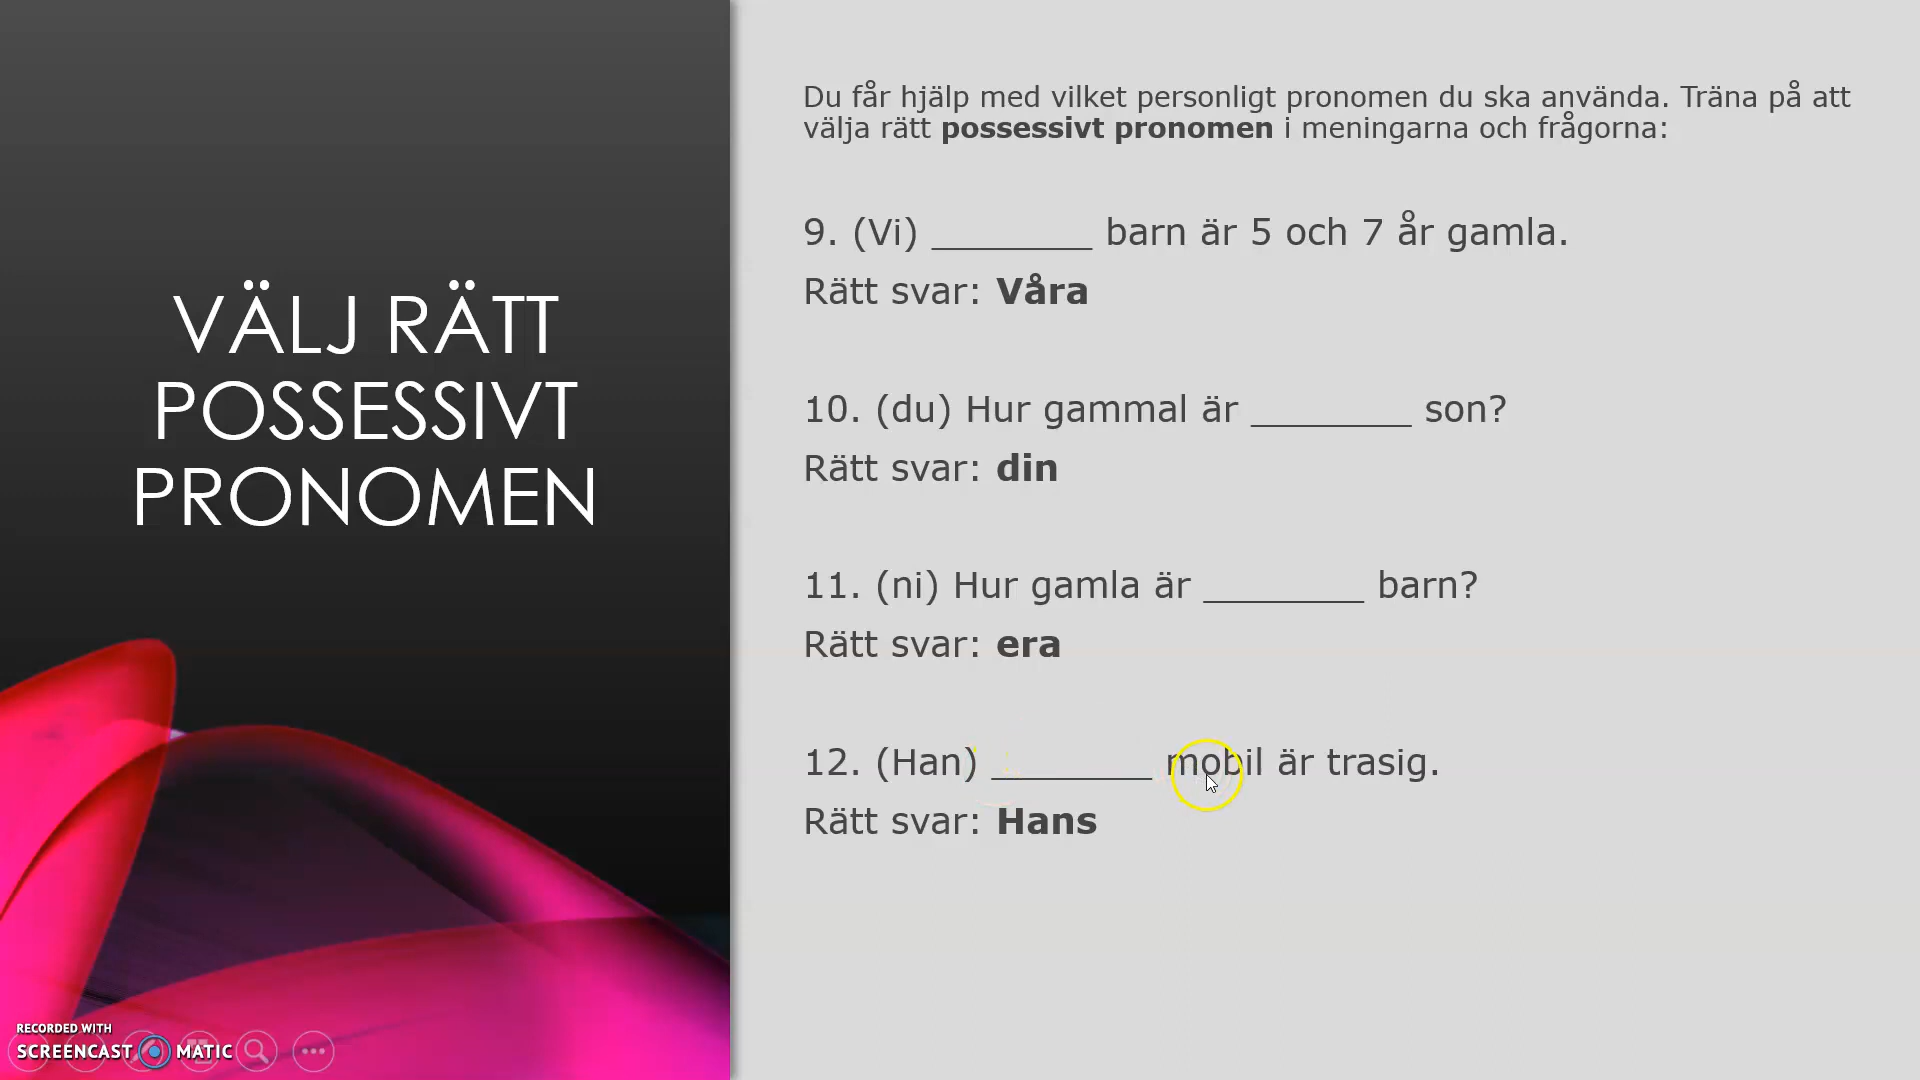 VÄLJ RÄTT
POSSESSIVT
PRONOMEN
Du får hjälp med vilket personligt pronomen du ska använda. Träna på att
välja rätt possessivt pronomen i meningarna och frågorna:
9. (Vi) ________ barn är 5 och 7 år gamla.
Rätt svar: Våra
10. (du) Hur gammal är ________ son?
Rätt svar: din
11. (ni) Hur gamla är ________ barn?
Rätt svar: era
12. (Han) ________ mobil är trasig.
Rätt svar: Hans
RECORDED WITH
SCREENCAST MATIC